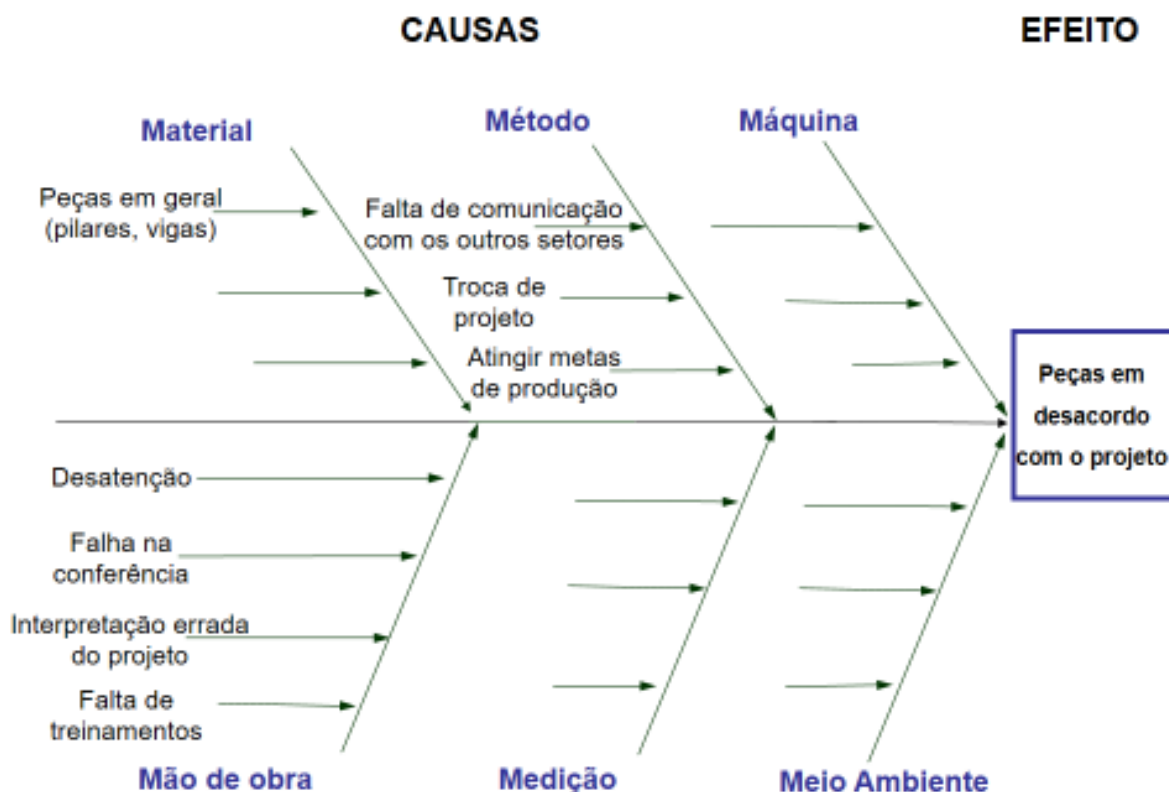 CAUSAS
EFEITO
Material
Método
Máquina
Peças em geral
(pilares, vigas)
Falta de comunicação
com os outros setores
Troca de
projeto
Atingir metas
de produção
Peças em
desacordo
com o projeto
Desatenção
Falha na
conferência
Interpretação errada
do projeto
Falta de
treinamentos
Mão de obra
Medição
Meio Ambiente